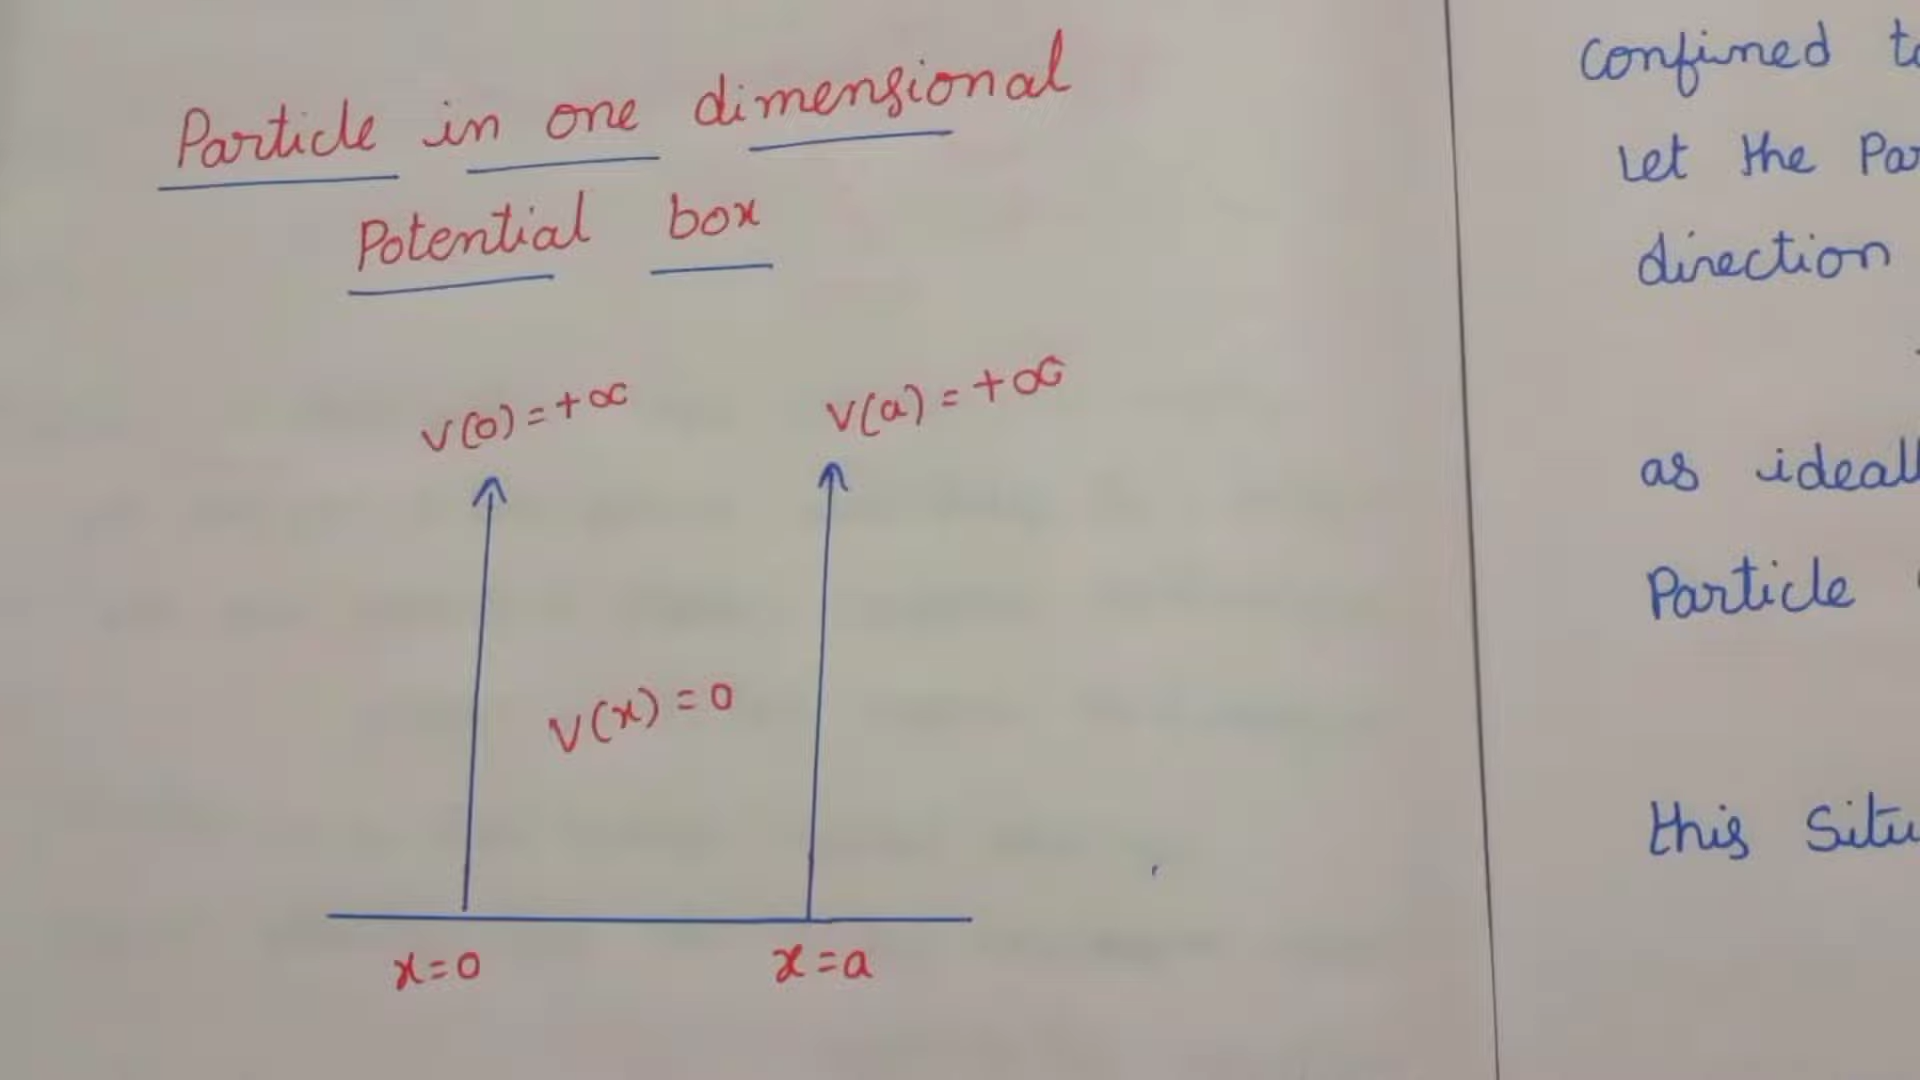 Particle in one dimensional
Potential box
V(0)=+∝ V(a)=+∝
V(x)=0
x=0 x=a
confined
Let the
direction
as
Particle
this